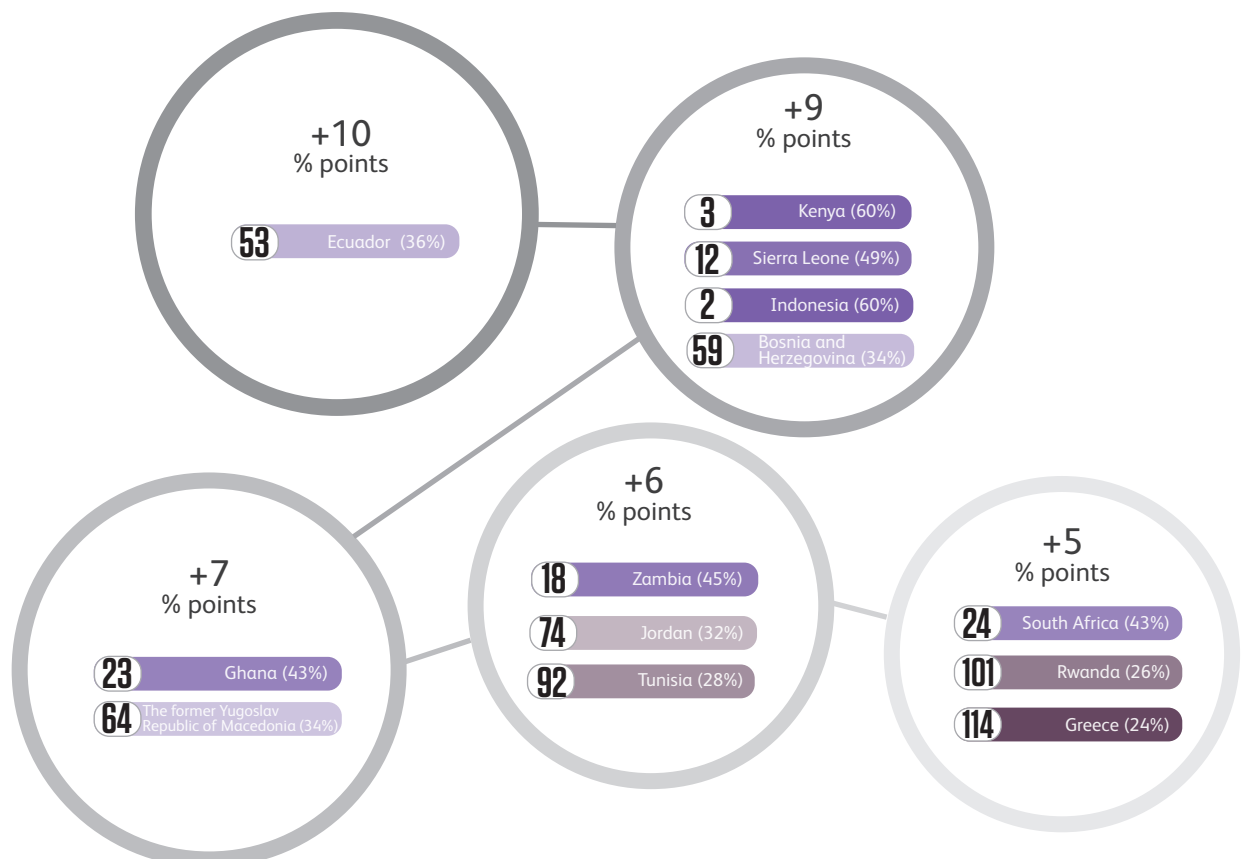 +10
% points
53 Ecuador (36%)
+9
% points
3 Kenya (60%)
12 Sierra Leone (49%)
2 Indonesia (60%)
59 Bosnia and
Herzegovina (34%)
+7
% points
23 Ghana (43%)
64 The former Yugoslav
Republic of Macedonia (34%)
+6
% points
18 Zambia (45%)
74 Jordan (32%)
92 Tunisia (28%)
+5
% points
24 South Africa (43%)
101 Rwanda (26%)
114 Greece (24%)